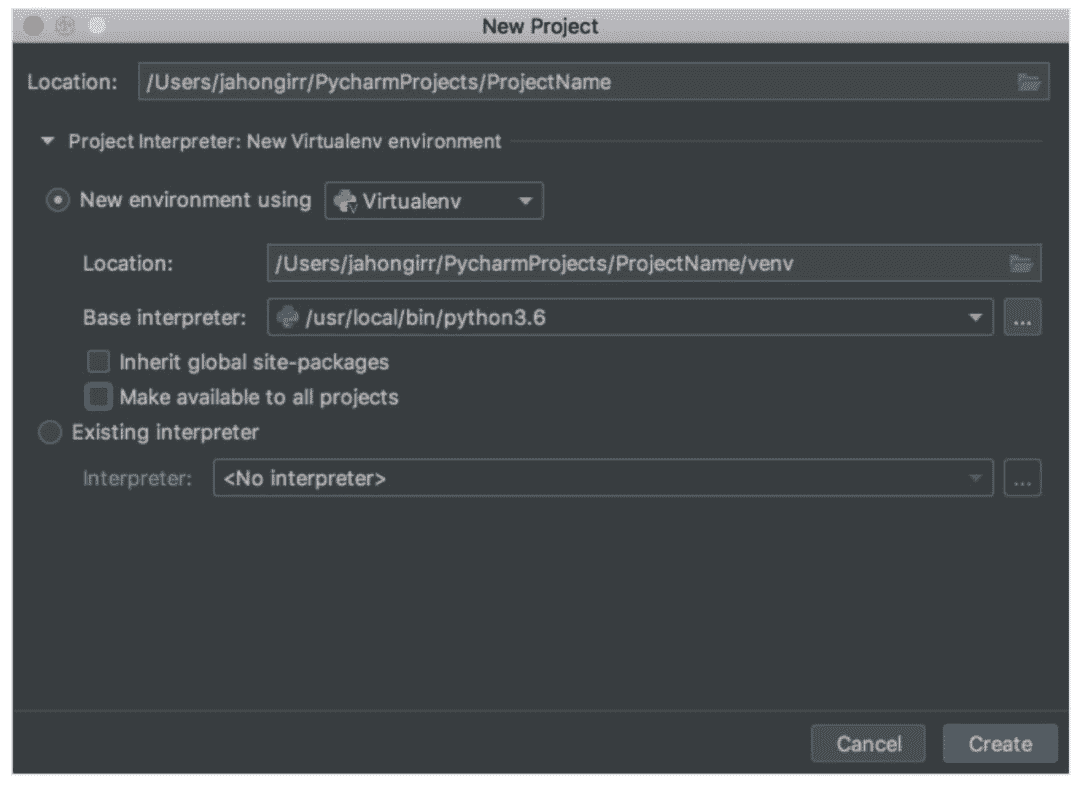 New Project
Location: /Users/jahongirr/PycharmProjects/ProjectName
Project Interpreter: New Virtualenv environment
New environment using Virtualenv
Location: /Users/jahongirr/PycharmProjects/ProjectName/venv
Base interpreter: /usr/local/bin/python3.6 ...
Inherit global site-packages
Make available to all projects
Existing interpreter
Interpreter: <No interpreter> ...
Cancel Create